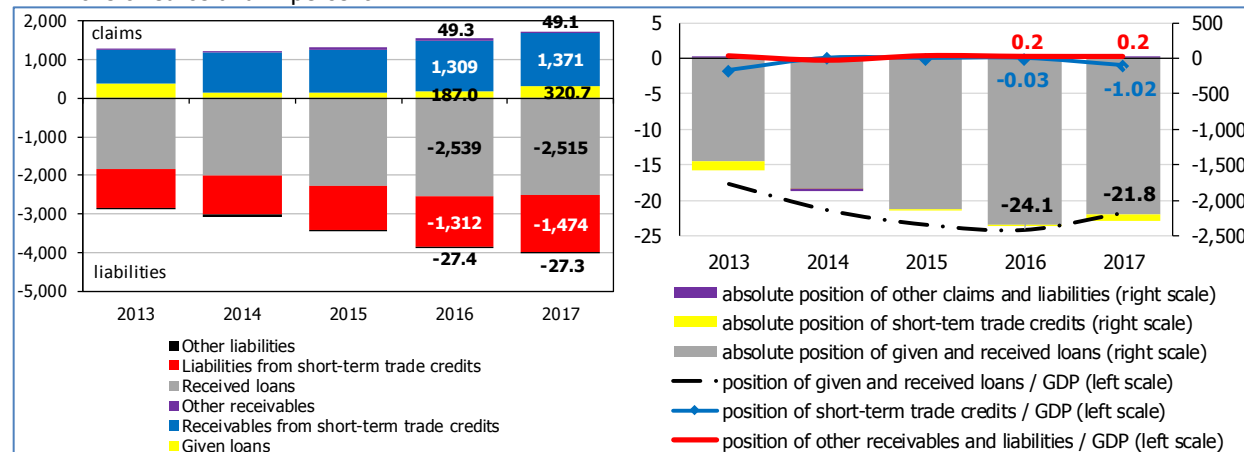 2,000
1,000
0
-1,000
-2,000
-3,000
-4,000
-5,000
claims
liabilities
49.3
49.1
1,309
1,371
187.0
320.7
-2,539
-2,515
-1,312
-1,474
-27.4
-27.3
2013 2014 2015 2016 2017
Other liabilities
Liabilities from short-term trade credits
Received loans
Other receivables
Receivables from short-term trade credits
Given loans
5
0
-5
-10
-15
-20
-25
500
0
-500
-1,000
-1,500
-2,000
-2,500
0.2
0.2
-0.03
-1.02
-24.1
-21.8
2013 2014 2015 2016 2017
absolute position of other claims and liabilities (right scale)
absolute position of short-tem trade credits (right scale)
absolute position of given and received loans (right scale)
position of given and received loans / GDP (left scale)
position of short-term trade credits / GDP (left scale)
position of other receivables and liabilities / GDP (left scale)